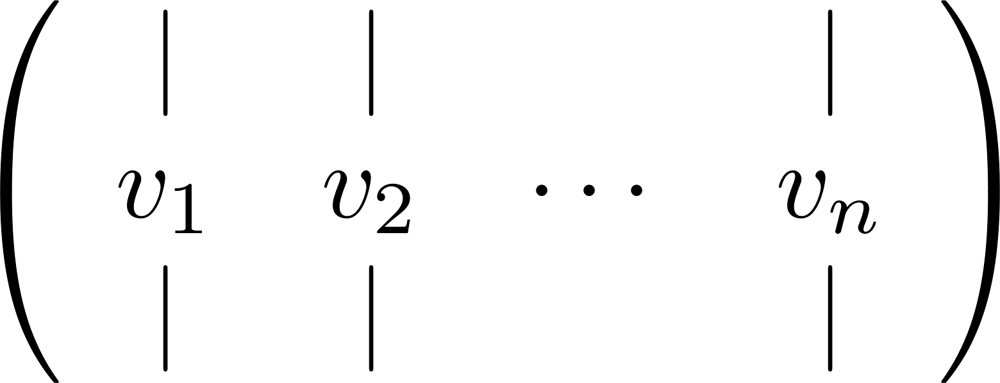 ( | | | )
v₁ v₂ ⋯ vₙ
| | |